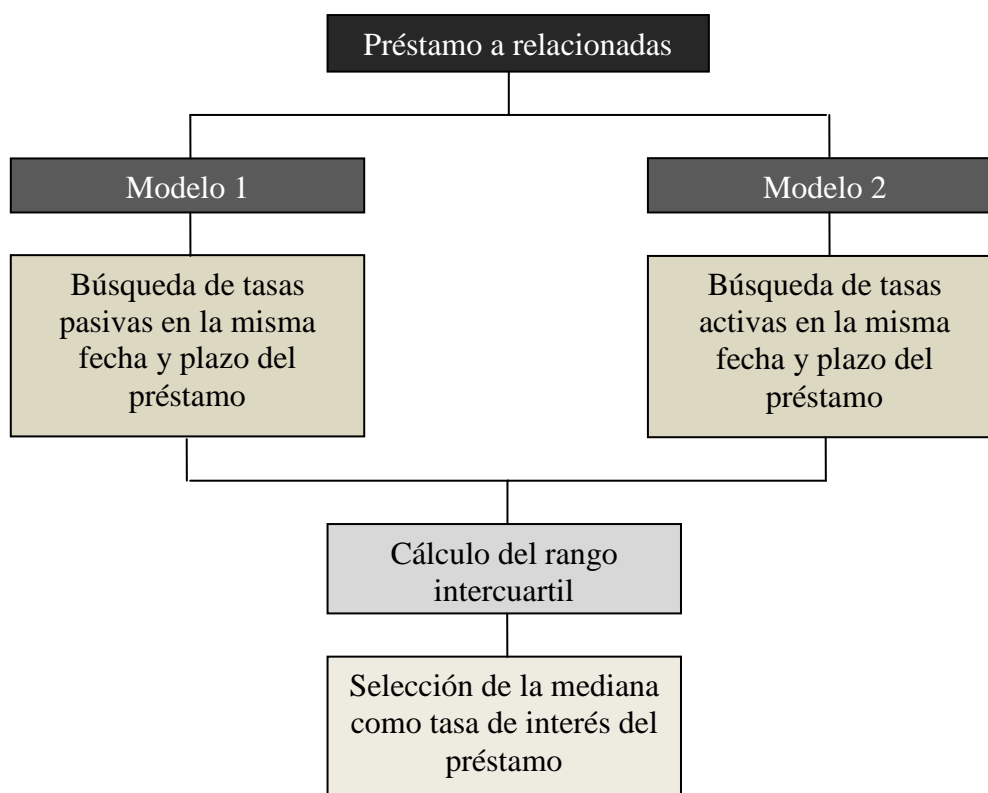 Préstamo a relacionadas
Modelo 1
Modelo 2
Búsqueda de tasas
pasivas en la misma
fecha y plazo del
préstamo
Búsqueda de tasas
activas en la misma
fecha y plazo del
préstamo
Cálculo del rango
intercuartil
Selección de la mediana
como tasa de interés del
préstamo